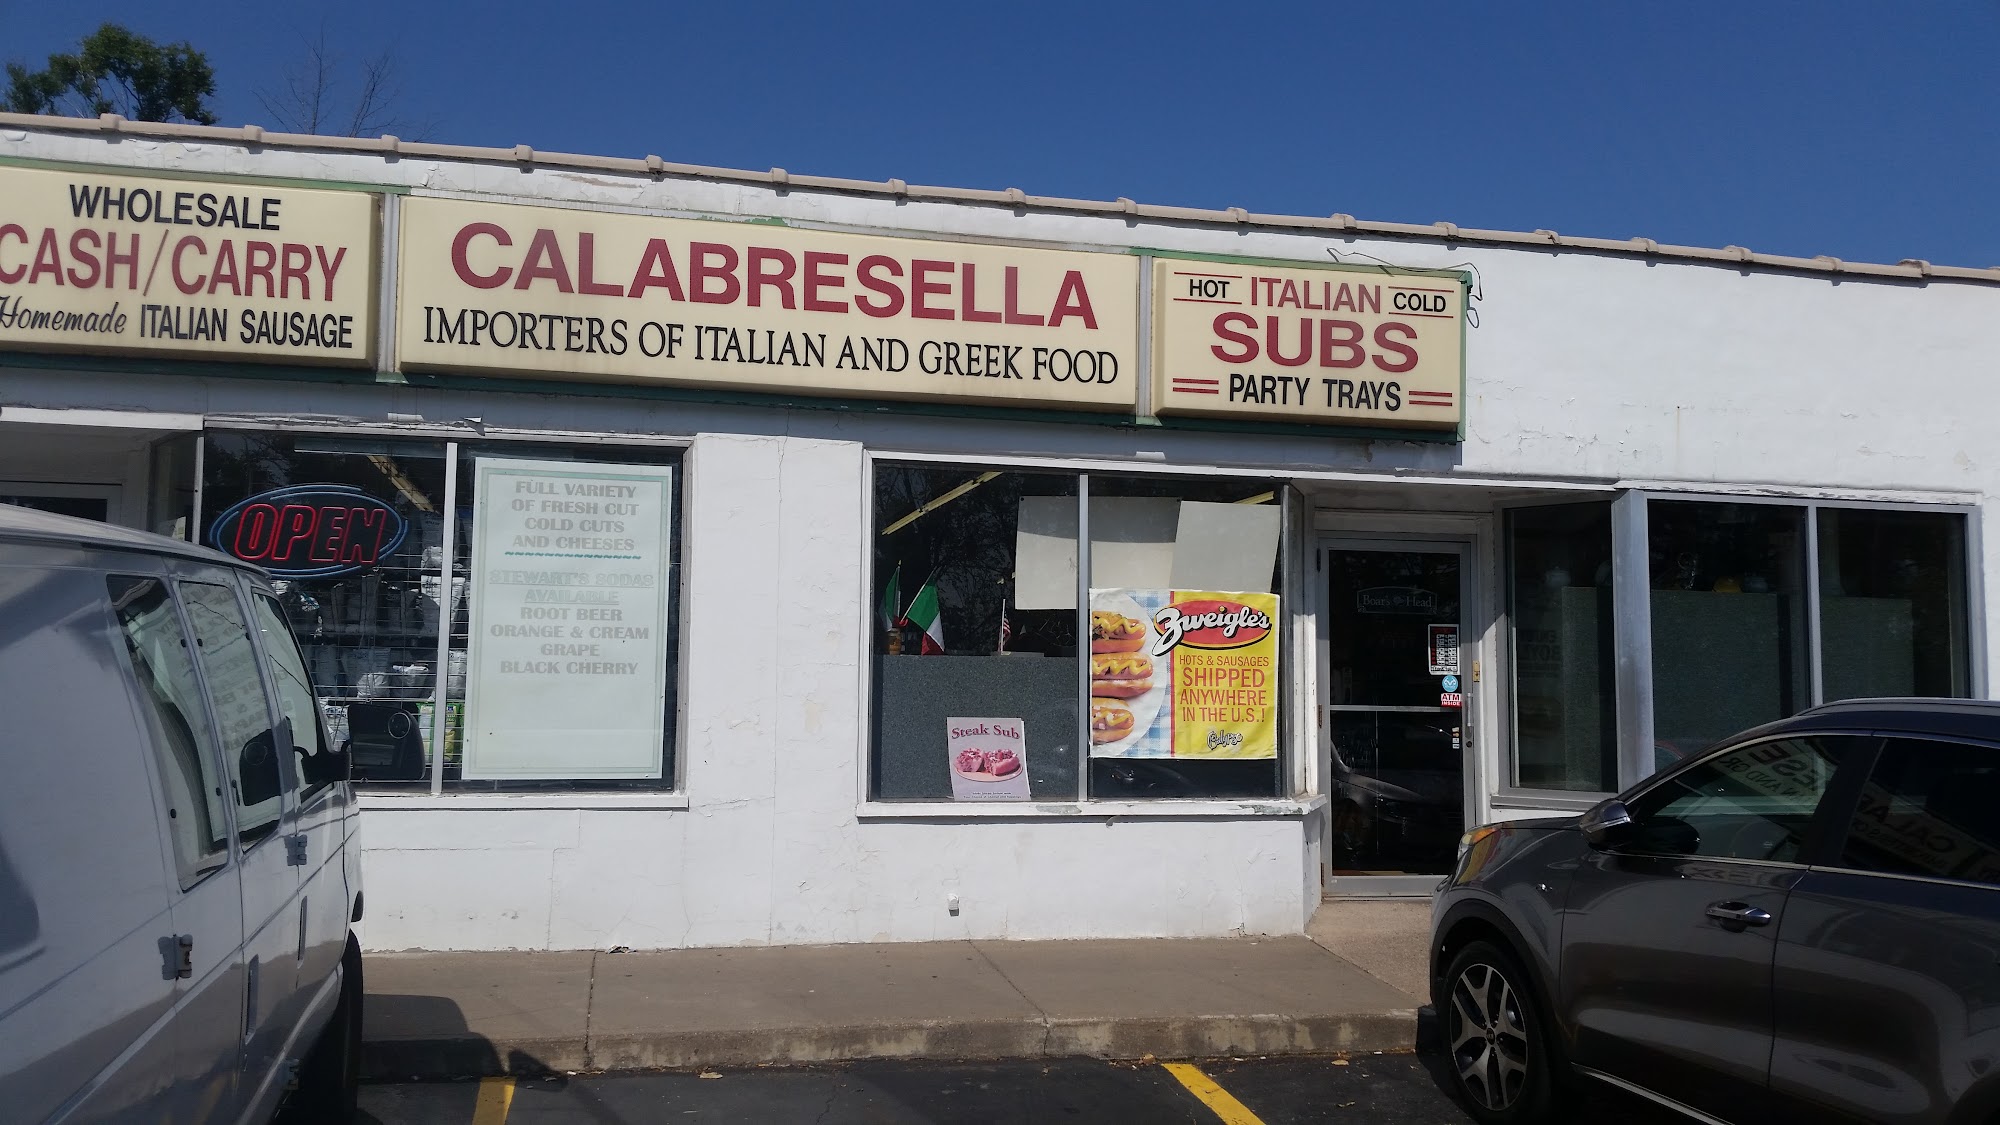 WHOLESALE
CASH/CARRY
Homemade ITALIAN SAUSAGE
CALABRESELLA
IMPORTERS OF ITALIAN AND GREEK FOOD
HOT ITALIAN COLD
SUBS
PARTY TRAYS
OPEN
FULL VARIETY
OF FRESH CUT
COLD CUTS
AND CHEESES
STEWART'S SODAS
AVAILABLE
ROOT BEER
ORANGE & CREAM
GRAPE
BLACK CHERRY
Steak Sub
Zweigle's
HOTS & SAUSAGES
SHIPPED
ANYWHERE
IN THE U.S.!
Boar's Head
ATM
INSIDE